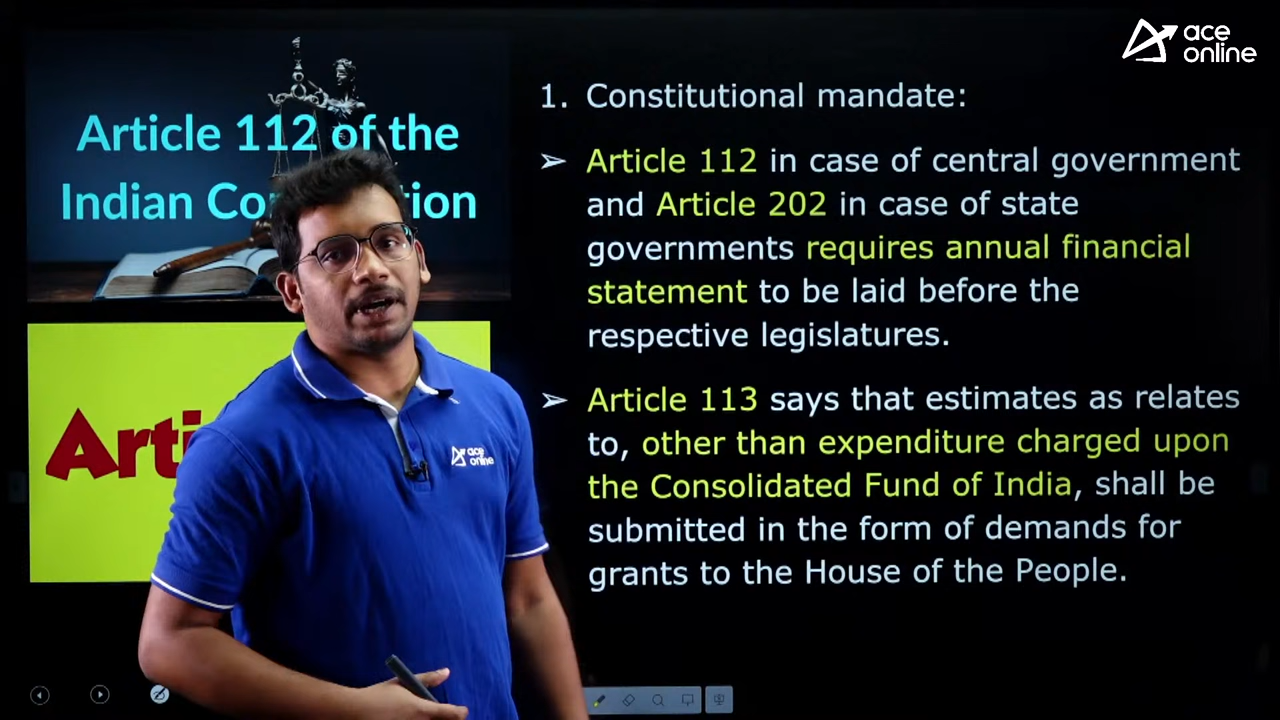 ace
online
Article 112 of the
Indian Co tion
1. Constitutional mandate:
➢ Article 112 in case of central government
and Article 202 in case of state
governments requires annual financial
statement to be laid before the
respective legislatures.
Arti
➢ Article 113 says that estimates as relates
to, other than expenditure charged upon
the Consolidated Fund of India, shall be
submitted in the form of demands for
grants to the House of the People.
ace
online